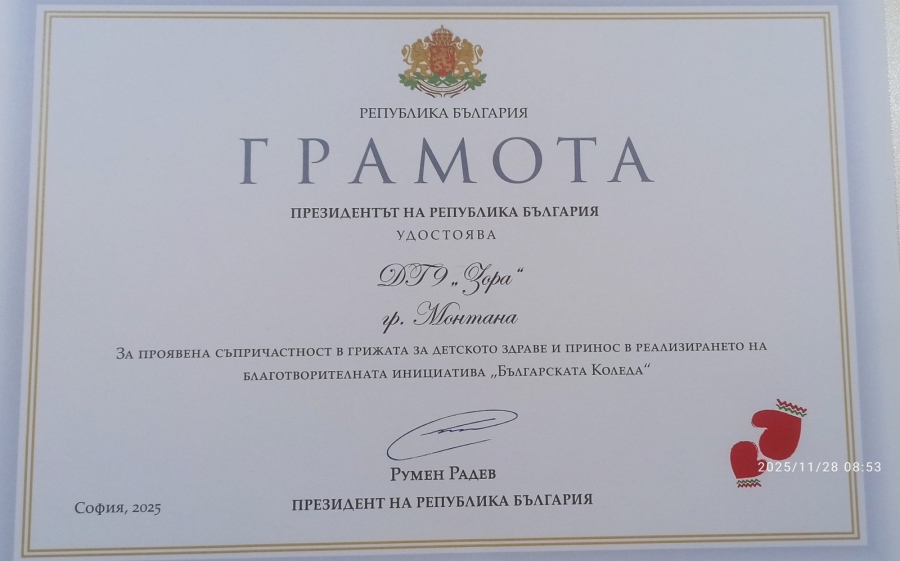 РЕПУБЛИКА БЪЛГАРИЯ
ГРАМОТА
ПРЕЗИДЕНТЪТ НА РЕПУБЛИКА БЪЛГАРИЯ
УДОСТОЯВА
ДГ 9 „Зора“
гр. Монтана
ЗА ПРОЯВЕНА СЪПРИЧАСТНОСТ В ГРИЖАТА ЗА ДЕТСКОТО ЗДРАВЕ И ПРИНОС В РЕАЛИЗИРАНЕТО НА
БЛАГОТВОРИТЕЛНАТА ИНИЦИАТИВА „БЪЛГАРСКАТА КОЛЕДА“
РУМЕН РАДЕВ
ПРЕЗИДЕНТ НА РЕПУБЛИКА БЪЛГАРИЯ
София, 2025
2025/11/28 08:53